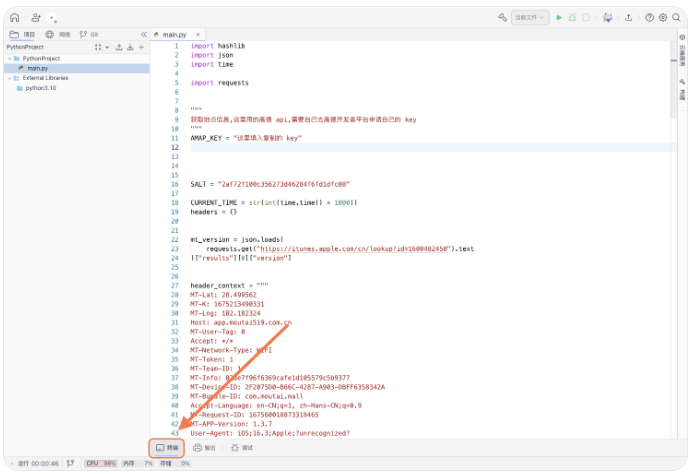 当前文件
项目 网格 Git
main.py ×
PythonProject
PythonProject
main.py
External Libraries
python3.10
1 import hashlib
2 import json
3 import time
4
5 import requests
6
7
8 """
9 获取地点信息,这里用的高德 api,需要自己去高德开发者平台申请自己的 key
10 """
11 AMAP_KEY = "这里填入复制的 key"
12
13
14
15
16 SALT = "2af72f100c356273d46284f6fd1dfc08"
17
18 CURRENT_TIME = str(int(time.time() * 1000))
19 headers = {}
20
21
22 mt_version = json.loads(
23 requests.get("https://itunes.apple.com/cn/lookup?id=1600482450").text
24 )["results"][0]["version"]
25
26
27 header_context = """
28 MT-Lat: 28.499562
29 MT-K: 1675213490331
30 MT-Lng: 102.182324
31 Host: app.moutai519.com.cn
32 MT-User-Tag: 0
33 Accept: */*
34 MT-Network-Type: WIFI
35 MT-Token: 1
36 MT-Team-ID:
37 MT-Info: 028e7f96f6369cafe1d105579c5b9377
38 MT-Device-ID: 2F2075D0-B66C-4287-A903-DBFF6358342A
39 MT-Bundle-ID: com.moutai.mall
40 Accept-Language: en-CN;q=1, zh-Hans-CN;q=0.9
41 MT-Request-ID: 167560018873318465
42 MT-APP-Version: 1.3.7
43 User-Agent: iOS;16.3;Apple;?unrecognized?
终端 输出 调试
运行 00:00:46 CPU 98% 内存 7% 存储 0%